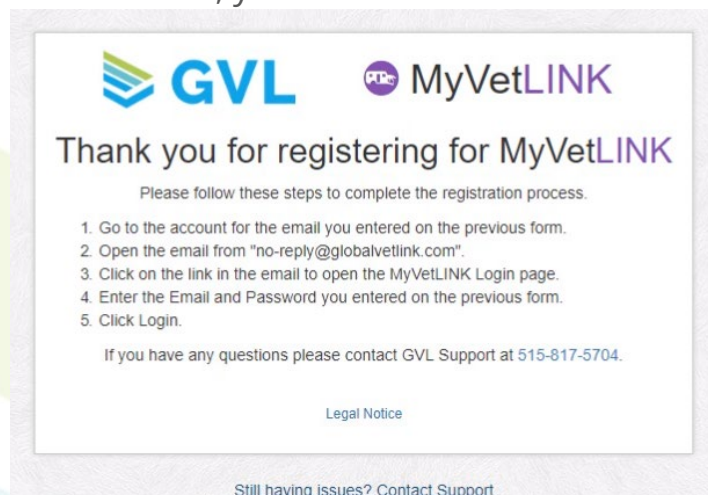 GVL MyVetLINK
Thank you for registering for MyVetLINK
Please follow these steps to complete the registration process.
1. Go to the account for the email you entered on the previous form.
2. Open the email from "no-reply@globalvetlink.com".
3. Click on the link in the email to open the MyVetLINK Login page.
4. Enter the Email and Password you entered on the previous form.
5. Click Login.
If you have any questions please contact GVL Support at 515-817-5704.
Legal Notice
Still having issues? Contact Support